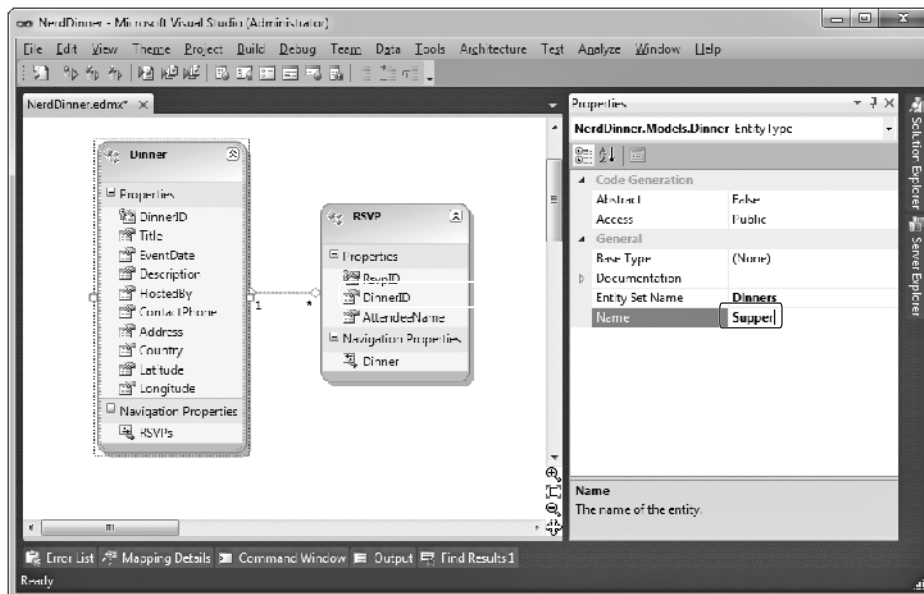 NerdDinner - Microsoft Visual Studio (Administrator)
File Edit View Theme Project Build Debug Team Data Tools Architecture Test Analyze Window Help
NerdDinner.edmx*
Dinner
Properties
DinnerID
Title
EventDate
Description
HostedBy
ContactPhone
Address
Country
Latitude
Longitude
Navigation Properties
RSVPs
1
*
RSVP
Properties
RsvpID
DinnerID
AttendeeName
Navigation Properties
Dinner
Properties
NerdDinner.Models.Dinner EntityType
Code Generation
Abstract False
Access Public
General
Base Type (None)
Documentation
Entity Set Name Dinners
Name Supper
Name
The name of the entity.
Solution Explorer
Server Explorer
Error List Mapping Details Command Window Output Find Results 1
Ready